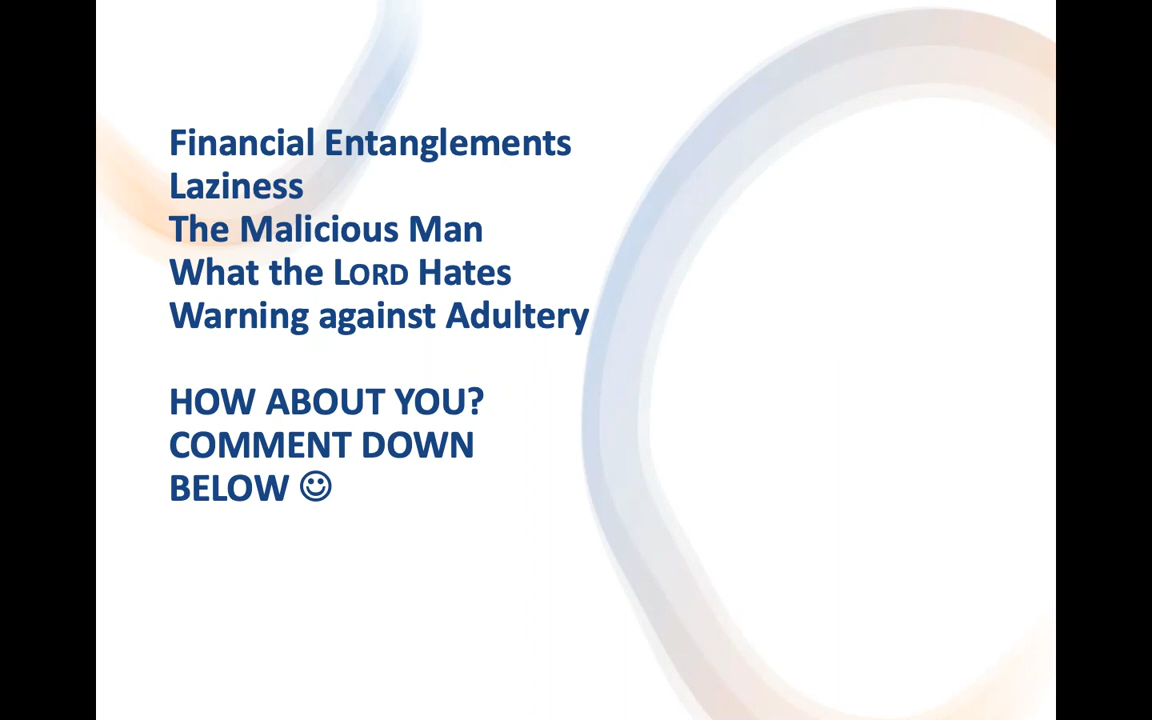 Financial Entanglements
Laziness
The Malicious Man
What the LORD Hates
Warning against Adultery
HOW ABOUT YOU?
COMMENT DOWN
BELOW ☺